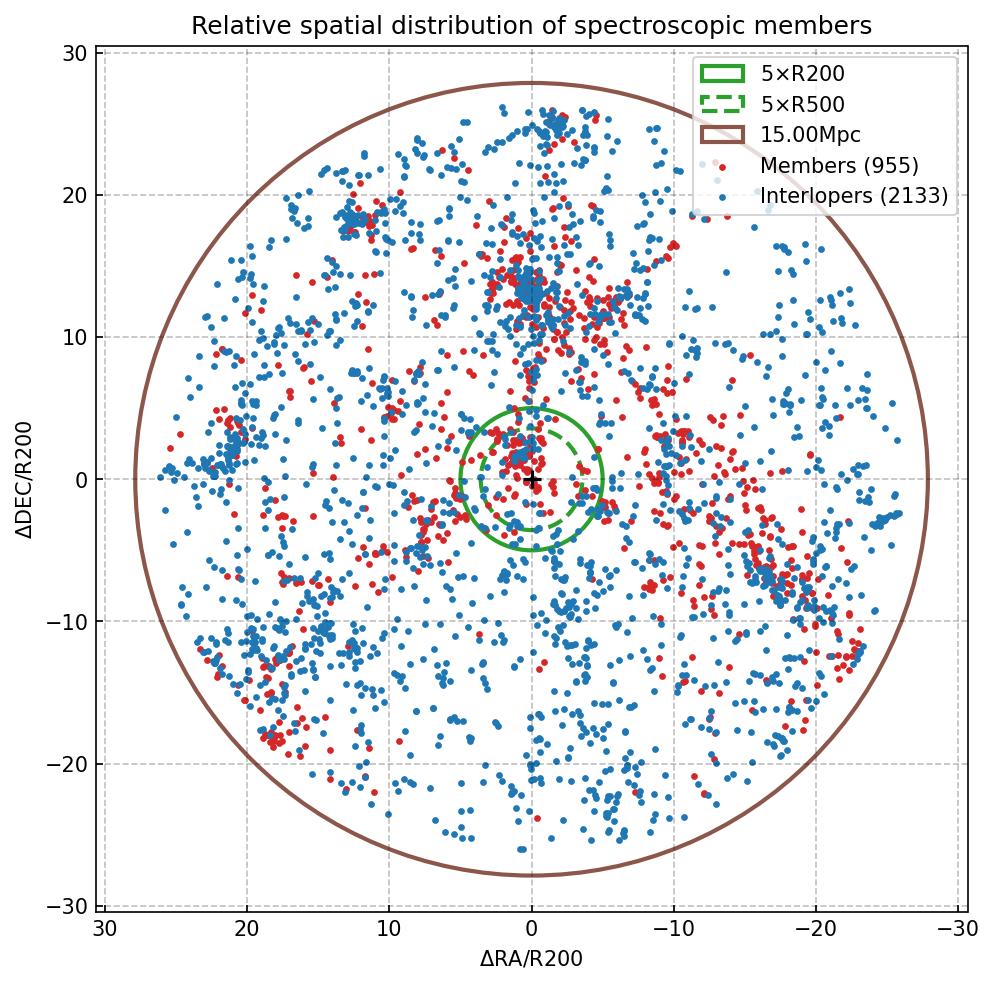 Relative spatial distribution of spectroscopic members
5×R200
5×R500
15.00Mpc
Members (955)
Interlopers (2133)
ΔDEC/R200
30
20
10
0
−10
−20
−30
30
20
10
0
−10
−20
−30
ΔRA/R200